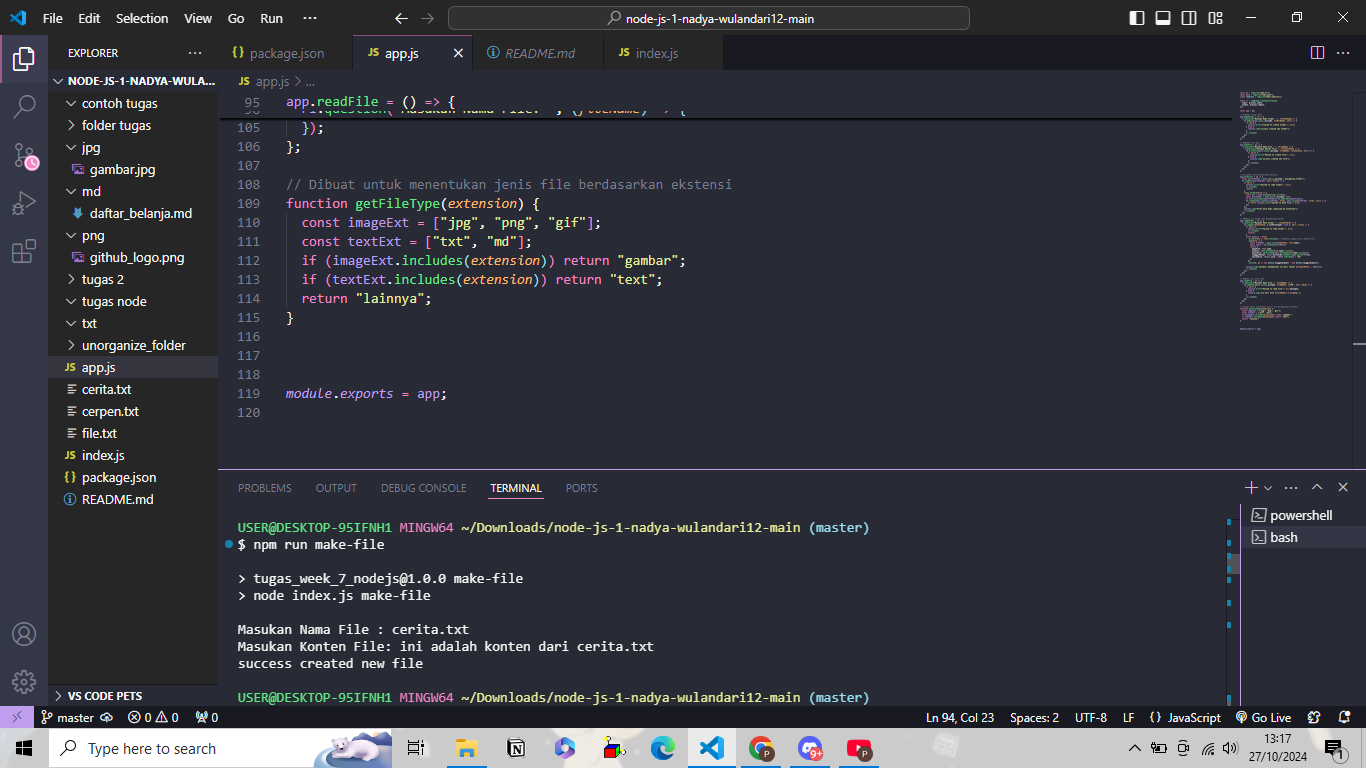 File Edit Selection View Go Run ··· node-js-1-nadya-wulandari12-main
EXPLORER ···
package.json
JS app.js
README.md
JS index.js
NODE-JS-1-NADYA-WULA...
contoh tugas
folder tugas
jpg
gambar.jpg
md
daftar_belanja.md
png
github_logo.png
tugas 2
tugas node
txt
unorganize_folder
JS app.js
cerita.txt
cerpen.txt
file.txt
JS index.js
{} package.json
README.md
VS CODE PETS
JS app.js > ...
95 app.readFile = () => {
105 });
106 };
107
108 // Dibuat untuk menentukan jenis file berdasarkan ekstensi
109 function getFileType(extension) {
110 const imageExt = ["jpg", "png", "gif"];
111 const textExt = ["txt", "md"];
112 if (imageExt.includes(extension)) return "gambar";
113 if (textExt.includes(extension)) return "text";
114 return "lainnya";
115 }
116
117
118
119 module.exports = app;
120
PROBLEMS OUTPUT DEBUG CONSOLE TERMINAL PORTS
USER@DESKTOP-95IFNH1 MINGW64 ~/Downloads/node-js-1-nadya-wulandari12-main (master)
$ npm run make-file
> tugas_week_7_nodejs@1.0.0 make-file
> node index.js make-file
Masukan Nama File : cerita.txt
Masukan Konten File: ini adalah konten dari cerita.txt
success created new file
USER@DESKTOP-95IFNH1 MINGW64 ~/Downloads/node-js-1-nadya-wulandari12-main (master)
powershell
bash
master 0 0 0 Ln 94, Col 23 Spaces: 2 UTF-8 LF {} JavaScript Go Live
Type here to search
13:17
27/10/2024
1